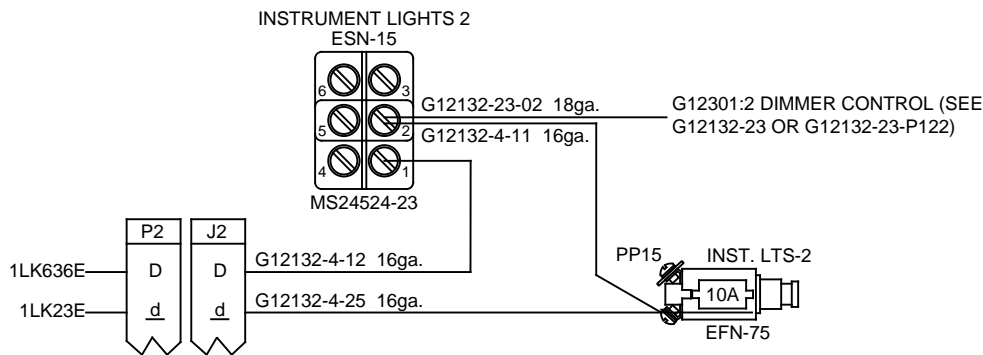 INSTRUMENT LIGHTS 2
ESN-15
6
3
G12132-23-02 18ga.
G12301:2 DIMMER CONTROL (SEE
G12132-23 OR G12132-23-P122)
5
2
G12132-4-11 16ga.
4
1
MS24524-23
P2
J2
1LK636E
D
D
G12132-4-12 16ga.
PP15
INST. LTS-2
1LK23E
d
d
G12132-4-25 16ga.
10A
EFN-75